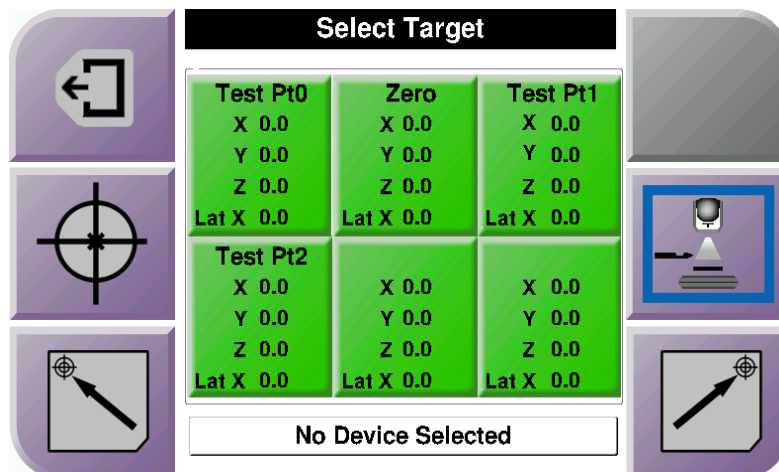 Select Target
Test Pt0 Zero Test Pt1
X 0.0 X 0.0 X 0.0
Y 0.0 Y 0.0 Y 0.0
Z 0.0 Z 0.0 Z 0.0
Lat X 0.0 Lat X 0.0 Lat X 0.0
Test Pt2
X 0.0 X 0.0 X 0.0
Y 0.0 Y 0.0 Y 0.0
Z 0.0 Z 0.0 Z 0.0
Lat X 0.0 Lat X 0.0 Lat X 0.0
No Device Selected